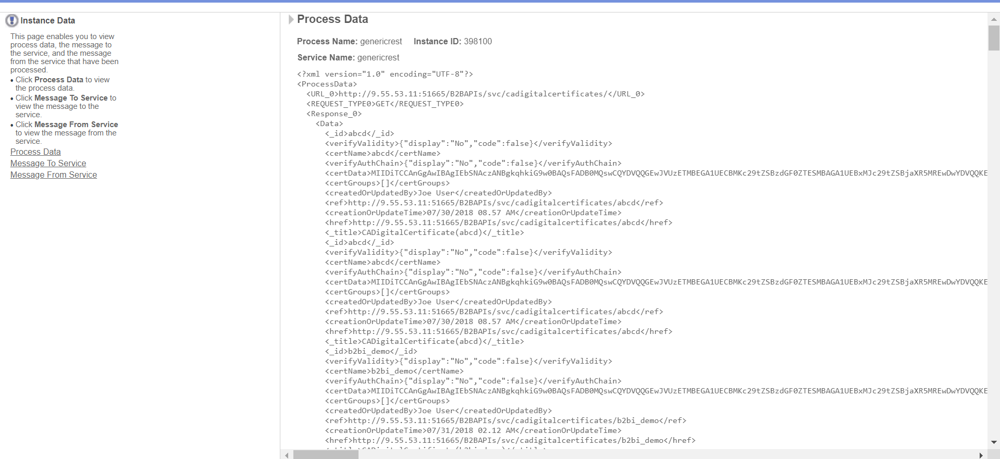 Instance Data
This page enables you to view
process data, the message to
the service, and the message
from the service that have been
processed.
• Click Process Data to view
the process data.
• Click Message To Service to
view the message to the
service.
• Click Message From Service
to view the message from the
service.
Process Data
Message To Service
Message From Service
Process Data
Process Name: genericrest Instance ID: 398100
Service Name: genericrest
<?xml version="1.0" encoding="UTF-8"?>
<ProcessData>
<URL_0>http://9.55.53.11:51665/B2BAPIs/svc/cadigitalcertificates/</URL_0>
<REQUEST_TYPE0>GET</REQUEST_TYPE0>
<Response_0>
<Data>
<_id>abcd</_id>
<verifyValidity>{"display":"No","code":false}</verifyValidity>
<certName>abcd</certName>
<verifyAuthChain>{"display":"No","code":false}</verifyAuthChain>
<certData>MIIDiTCCAnGgAwIBAgIEbSNAczANBgkqhkiG9w0BAQsFADB0MQswCQYDVQQGEwJVUzETMBEGA1UECBMKc29tZSBzdGF0ZTESMBAGA1UEBxMJc29tZSBjaXR5MREwDwYDVQQKE
<certGroups>[]</certGroups>
<createdOrUpdatedBy>Joe User</createdOrUpdatedBy>
<ref>http://9.55.53.11:51665/B2BAPIs/svc/cadigitalcertificates/abcd</ref>
<creationOrUpdateTime>07/30/2018 08.57 AM</creationOrUpdateTime>
<href>http://9.55.53.11:51665/B2BAPIs/svc/cadigitalcertificates/abcd</href>
<_title>CADigitalCertificate(abcd)</_title>
<_id>abcd</_id>
<verifyValidity>{"display":"No","code":false}</verifyValidity>
<certName>abcd</certName>
<verifyAuthChain>{"display":"No","code":false}</verifyAuthChain>
<certData>MIIDiTCCAnGgAwIBAgIEbSNAczANBgkqhkiG9w0BAQsFADB0MQswCQYDVQQGEwJVUzETMBEGA1UECBMKc29tZSBzdGF0ZTESMBAGA1UEBxMJc29tZSBjaXR5MREwDwYDVQQKE
<certGroups>[]</certGroups>
<createdOrUpdatedBy>Joe User</createdOrUpdatedBy>
<ref>http://9.55.53.11:51665/B2BAPIs/svc/cadigitalcertificates/abcd</ref>
<creationOrUpdateTime>07/30/2018 08.57 AM</creationOrUpdateTime>
<href>http://9.55.53.11:51665/B2BAPIs/svc/cadigitalcertificates/abcd</href>
<_title>CADigitalCertificate(abcd)</_title>
<_id>b2bi_demo</_id>
<verifyValidity>{"display":"No","code":false}</verifyValidity>
<certName>b2bi_demo</certName>
<verifyAuthChain>{"display":"No","code":false}</verifyAuthChain>
<certData>MIIDiTCCAnGgAwIBAgIEbSNAczANBgkqhkiG9w0BAQsFADB0MQswCQYDVQQGEwJVUzETMBEGA1UECBMKc29tZSBzdGF0ZTESMBAGA1UEBxMJc29tZSBjaXR5MREwDwYDVQQKE
<certGroups>[]</certGroups>
<createdOrUpdatedBy>Joe User</createdOrUpdatedBy>
<ref>http://9.55.53.11:51665/B2BAPIs/svc/cadigitalcertificates/b2bi_demo</ref>
<creationOrUpdateTime>07/31/2018 02.12 AM</creationOrUpdateTime>
<href>http://9.55.53.11:51665/B2BAPIs/svc/cadigitalcertificates/b2bi_demo</href>